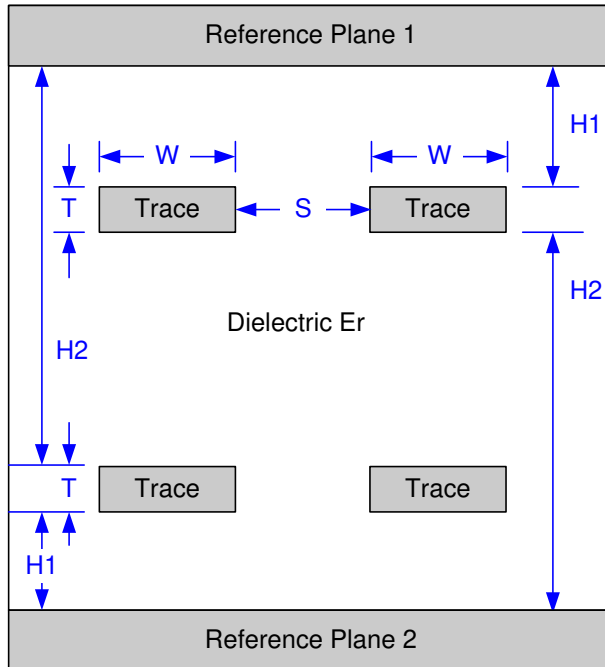 Reference Plane 1
H1
W
W
T
Trace
S
Trace
H2
Dielectric Er
H2
T
Trace
Trace
H1
Reference Plane 2